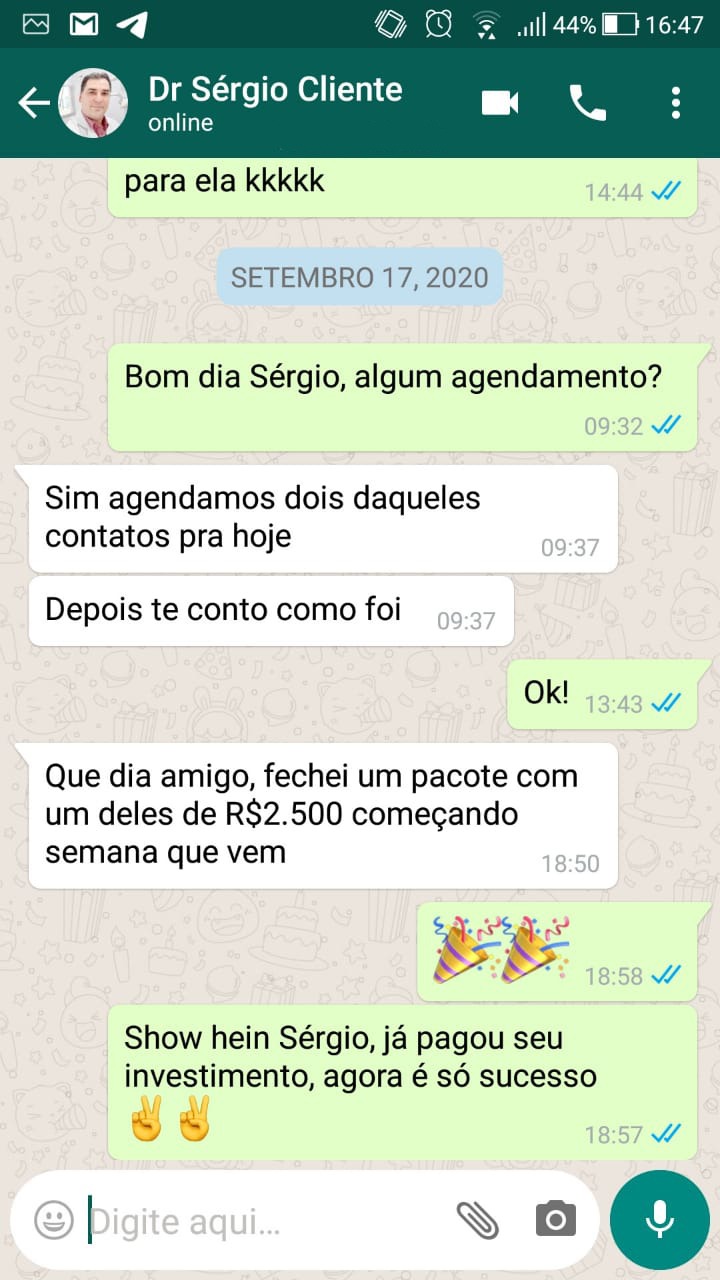 44% 16:47
Dr Sérgio Cliente
online
para ela kkkkk
14:44
SETEMBRO 17, 2020
Bom dia Sérgio, algum agendamento?
09:32
Sim agendamos dois daqueles
contatos pra hoje
09:37
Depois te conto como foi
09:37
Ok!
13:43
Que dia amigo, fechei um pacote com
um deles de R$2.500 começando
semana que vem
18:50
18:58
Show hein Sérgio, já pagou seu
investimento, agora é só sucesso
18:57
Digite aqui...